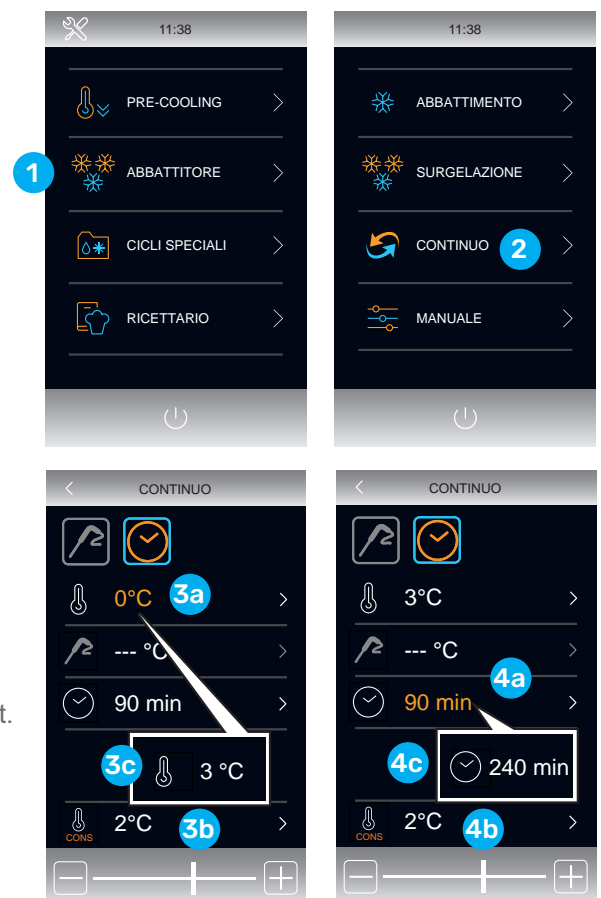 11:38
PRE-COOLING
1
ABBATTITORE
CICLI SPECIALI
RICETTARIO
11:38
ABBATTIMENTO
SURGELAZIONE
CONTINUO
2
MANUALE
CONTINUO
0°C
3a
--- °C
90 min
3c
3 °C
CONS
2°C
3b
t.
CONTINUO
3°C
--- °C
4a
90 min
4c
240 min
CONS
2°C
4b